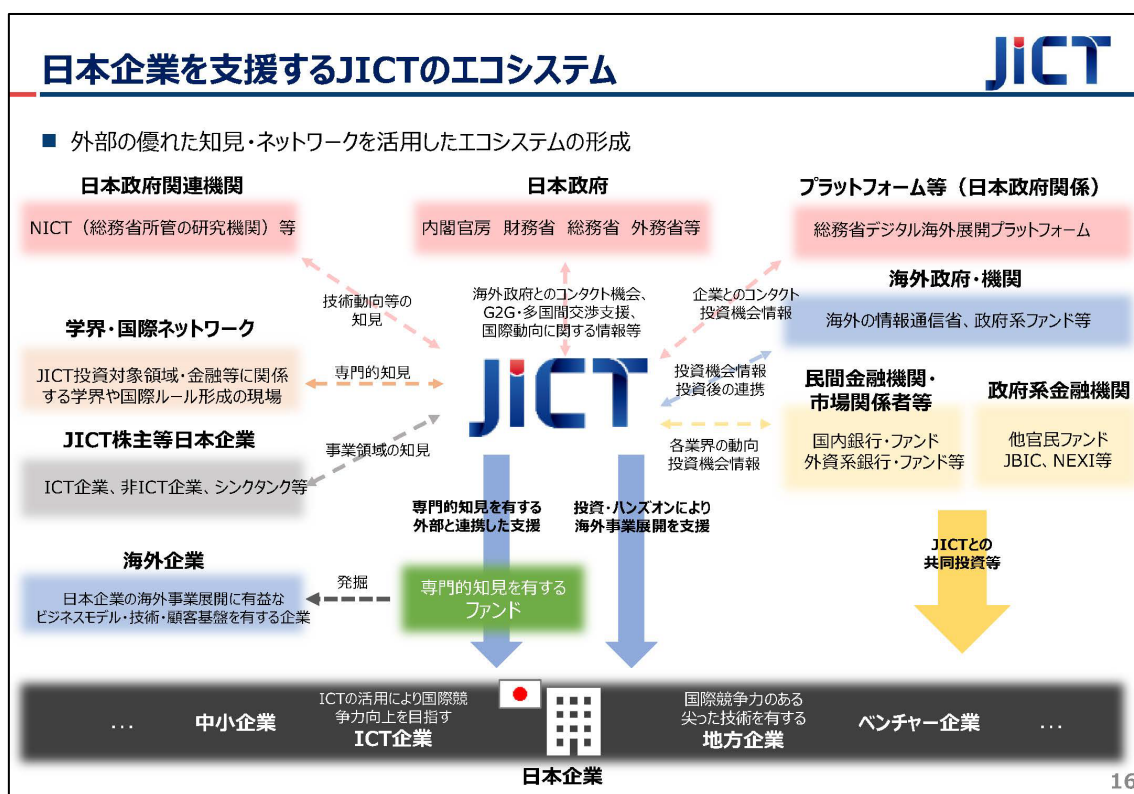 日本企業を支援するJICTのエコシステム
JICT
■ 外部の優れた知見・ネットワークを活用したエコシステムの形成
日本政府関連機関
NICT（総務省所管の研究機関）等
日本政府
内閣官房 財務省 総務省 外務省等
プラットフォーム等（日本政府関係）
総務省デジタル海外展開プラットフォーム
技術動向等の
知見
海外政府とのコンタクト機会、
G2G・多国間交渉支援、
国際動向に関する情報等
企業とのコンタクト
投資機会情報
海外政府・機関
海外の情報通信省、政府系ファンド等
学界・国際ネットワーク
JICT投資対象領域・金融等に関係
する学界や国際ルール形成の現場
専門的知見
JICT
投資機会情報
投資後の連携
民間金融機関・
市場関係者等
国内銀行・ファンド
外資系銀行・ファンド等
政府系金融機関
他官民ファンド
JBIC、NEXI等
JICT株主等日本企業
ICT企業、非ICT企業、シンクタンク等
事業領域の知見
各業界の動向
投資機会情報
専門的知見を有する
外部と連携した支援
投資・ハンズオンにより
海外事業展開を支援
JICTとの
共同投資等
海外企業
日本企業の海外事業展開に有益な
ビジネスモデル・技術・顧客基盤を有する企業
発掘
専門的知見を有する
ファンド
…
中小企業
ICTの活用により国際競
争力向上を目指す
ICT企業
国際競争力のある
尖った技術を有する
地方企業
ベンチャー企業
…
日本企業
16